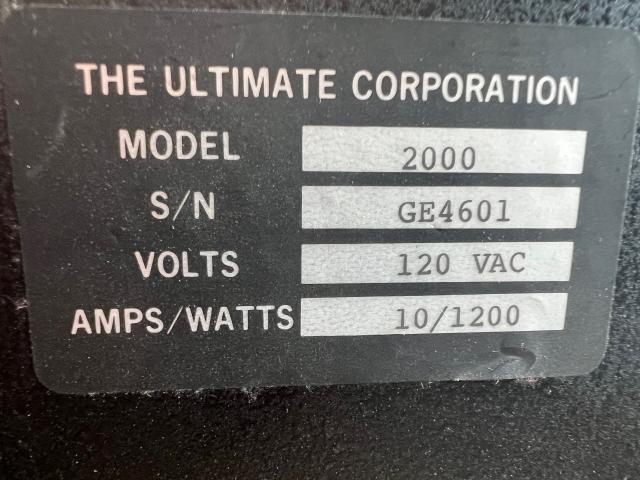 THE ULTIMATE CORPORATION
MODEL 2000
S/N GE4601
VOLTS 120 VAC
AMPS/WATTS 10/1200